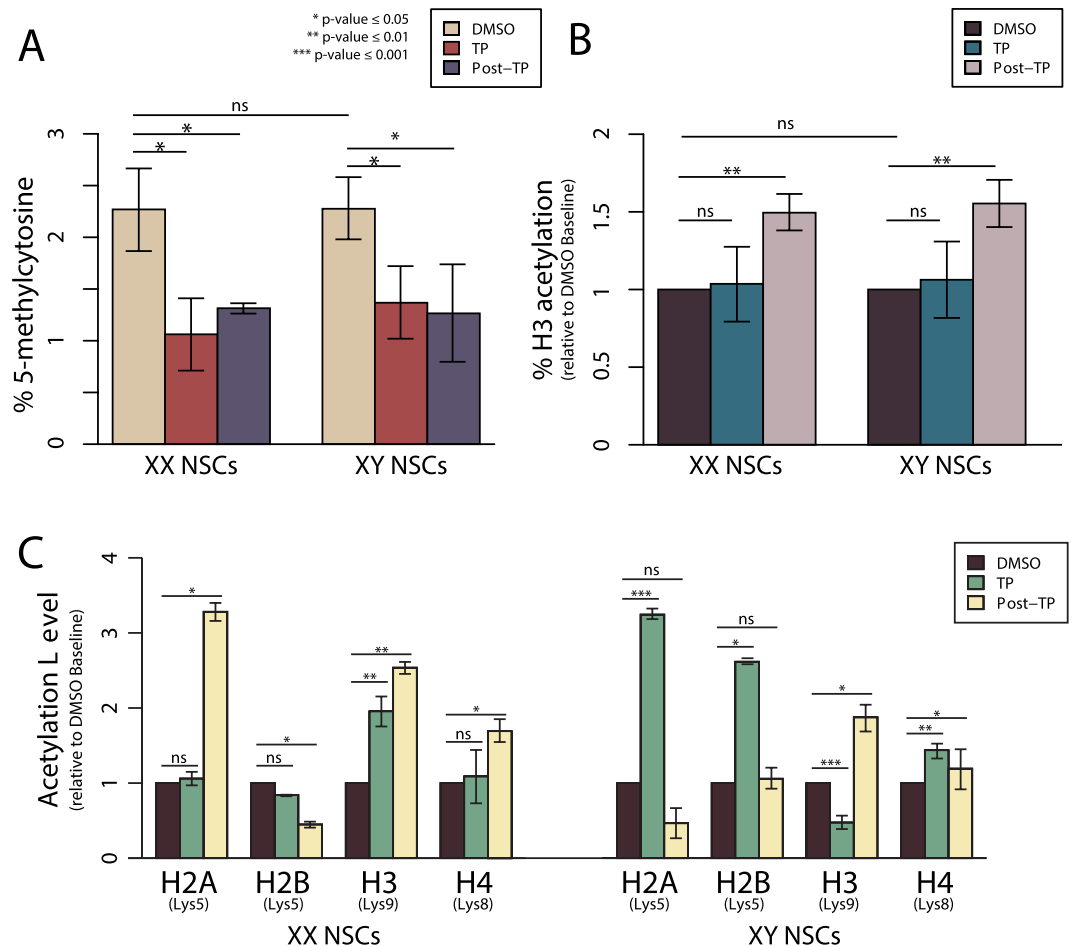 A
* p-value ≤ 0.05
** p-value ≤ 0.01
*** p-value ≤ 0.001
DMSO
TP
Post−TP
% 5-methylcytosine
0
1
2
3
ns
*
*
*
*
XX NSCs
XY NSCs
B
DMSO
TP
Post−TP
% H3 acetylation
(relative to DMSO Baseline)
0
0.5
1
1.5
2
ns
**
ns
**
ns
XX NSCs
XY NSCs
C
DMSO
TP
Post−TP
Acetylation L evel
(relative to DMSO Baseline)
0
1
2
3
4
*
ns
*
ns
**
**
*
ns
ns
***
ns
*
*
***
*
**
H2A
(Lys5)
H2B
(Lys5)
H3
(Lys9)
H4
(Lys8)
H2A
(Lys5)
H2B
(Lys5)
H3
(Lys9)
H4
(Lys8)
XX NSCs
XY NSCs